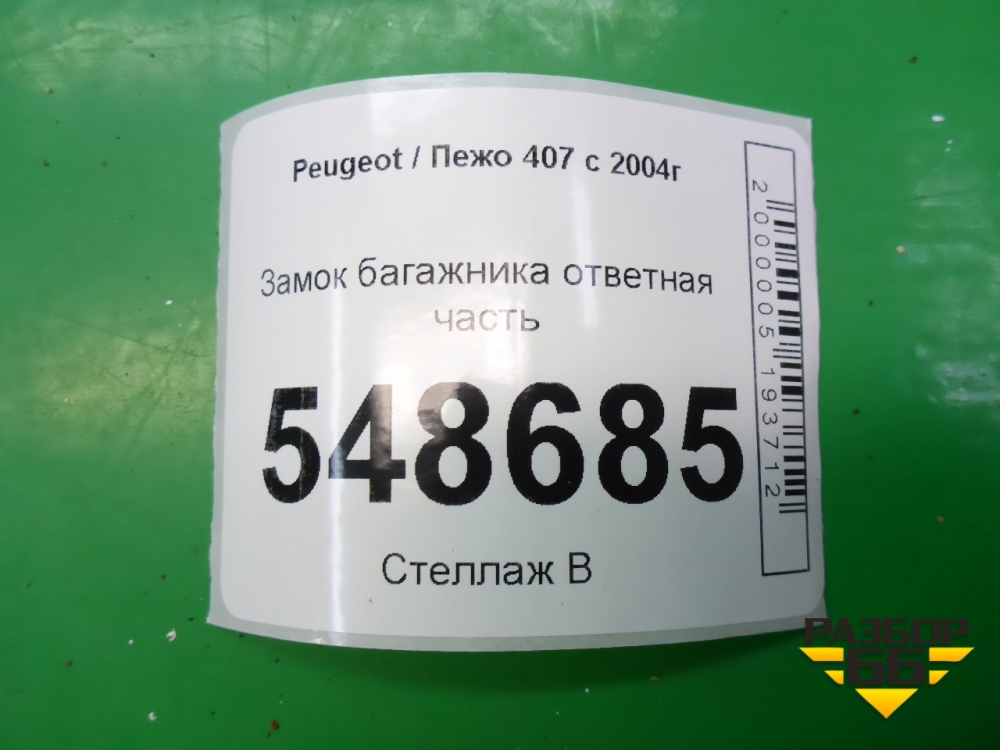 Peugeot / Пежо 407 с 2004г
Замок багажника ответная
часть
548685
Стеллаж В
2000005193712
РАЗБОР
66